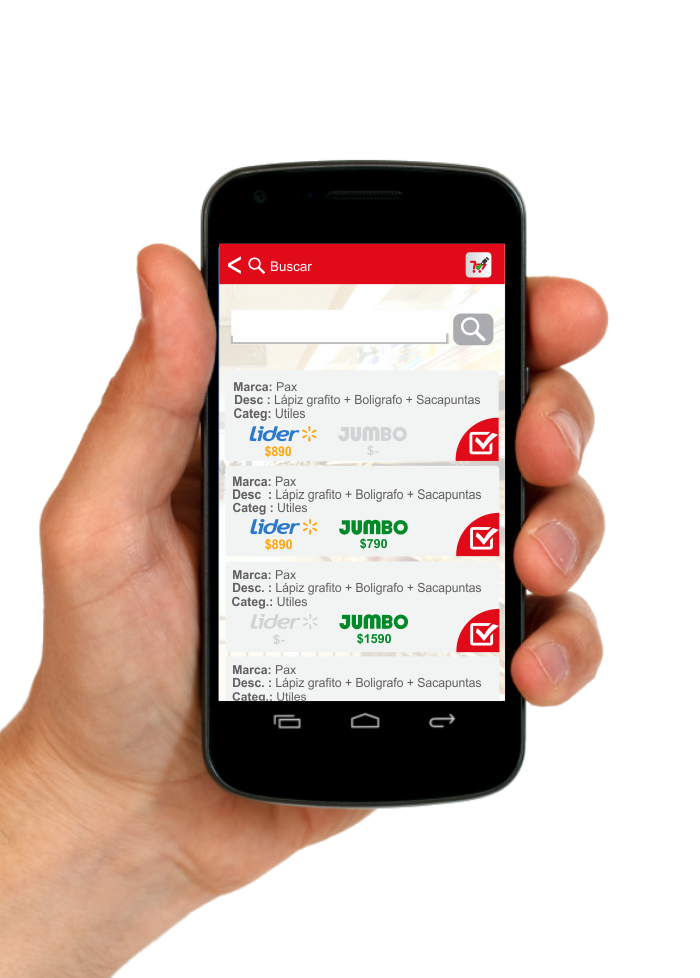 < Buscar
Marca: Pax
Desc : Lápiz grafito + Boligrafo + Sacapuntas
Categ: Utiles
Lider JUMBO
$890 $-
Marca: Pax
Desc : Lápiz grafito + Boligrafo + Sacapuntas
Categ : Utiles
Lider JUMBO
$890 $790
Marca: Pax
Desc. : Lápiz grafito + Boligrafo + Sacapuntas
Categ.: Utiles
Lider JUMBO
$- $1590
Marca: Pax
Desc. : Lápiz grafito + Boligrafo + Sacapuntas
Categ.: Utiles